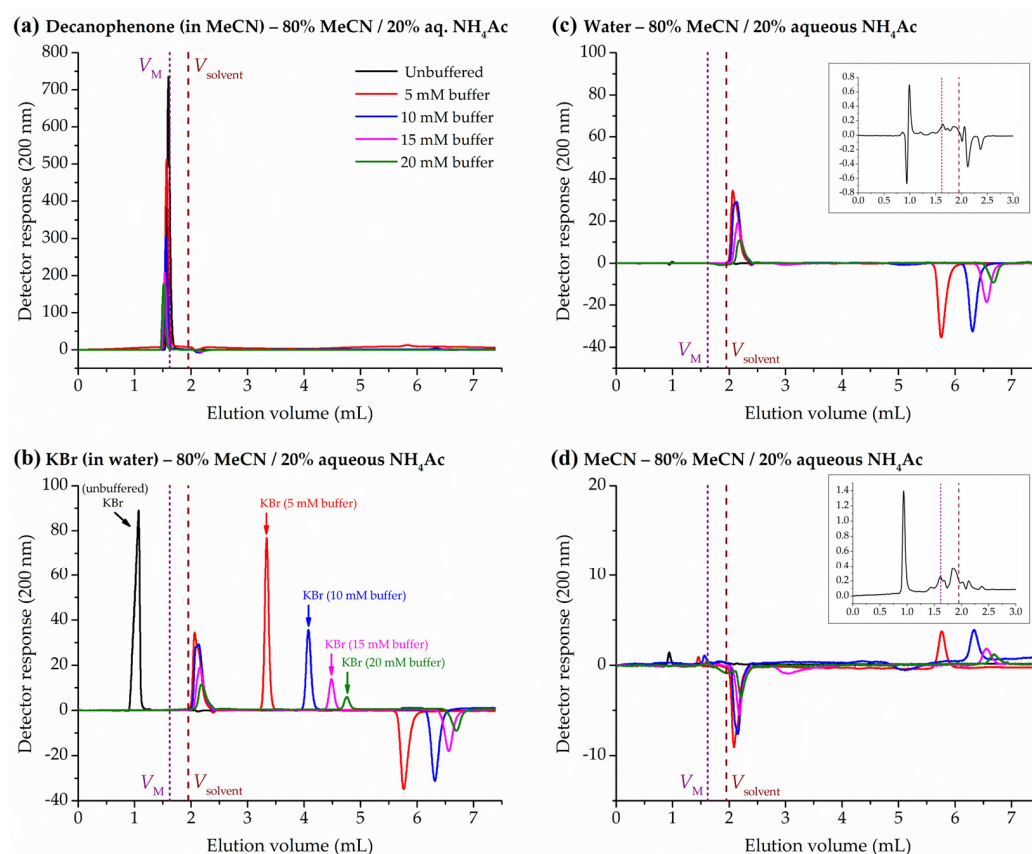 (a) Decanophenone (in MeCN) – 80% MeCN / 20% aq. NH₄Ac
V_M
V_solvent
Unbuffered
5 mM buffer
10 mM buffer
15 mM buffer
20 mM buffer
800
700
600
500
400
300
200
100
0
0 1 2 3 4 5 6 7
Detector response (200 nm)
Elution volume (mL)
(c) Water – 80% MeCN / 20% aqueous NH₄Ac
100
80
60
40
20
0
-20
-40
0 1 2 3 4 5 6 7
V_M
V_solvent
Detector response (200 nm)
Elution volume (mL)
0.8
0.6
0.4
0.2
0.0
-0.2
-0.4
-0.6
-0.8
0.0 0.5 1.0 1.5 2.0 2.5 3.0
(b) KBr (in water) – 80% MeCN / 20% aqueous NH₄Ac
(unbuffered)
KBr
KBr (5 mM buffer)
KBr (10 mM buffer)
KBr (15 mM buffer)
KBr (20 mM buffer)
100
80
60
40
20
0
-20
-40
0 1 2 3 4 5 6 7
V_M
V_solvent
Detector response (200 nm)
Elution volume (mL)
(d) MeCN – 80% MeCN / 20% aqueous NH₄Ac
20
10
0
-10
0 1 2 3 4 5 6 7
V_M
V_solvent
Detector response (200 nm)
Elution volume (mL)
1.4
1.2
1.0
0.8
0.6
0.4
0.2
0.0
0.0 0.5 1.0 1.5 2.0 2.5 3.0